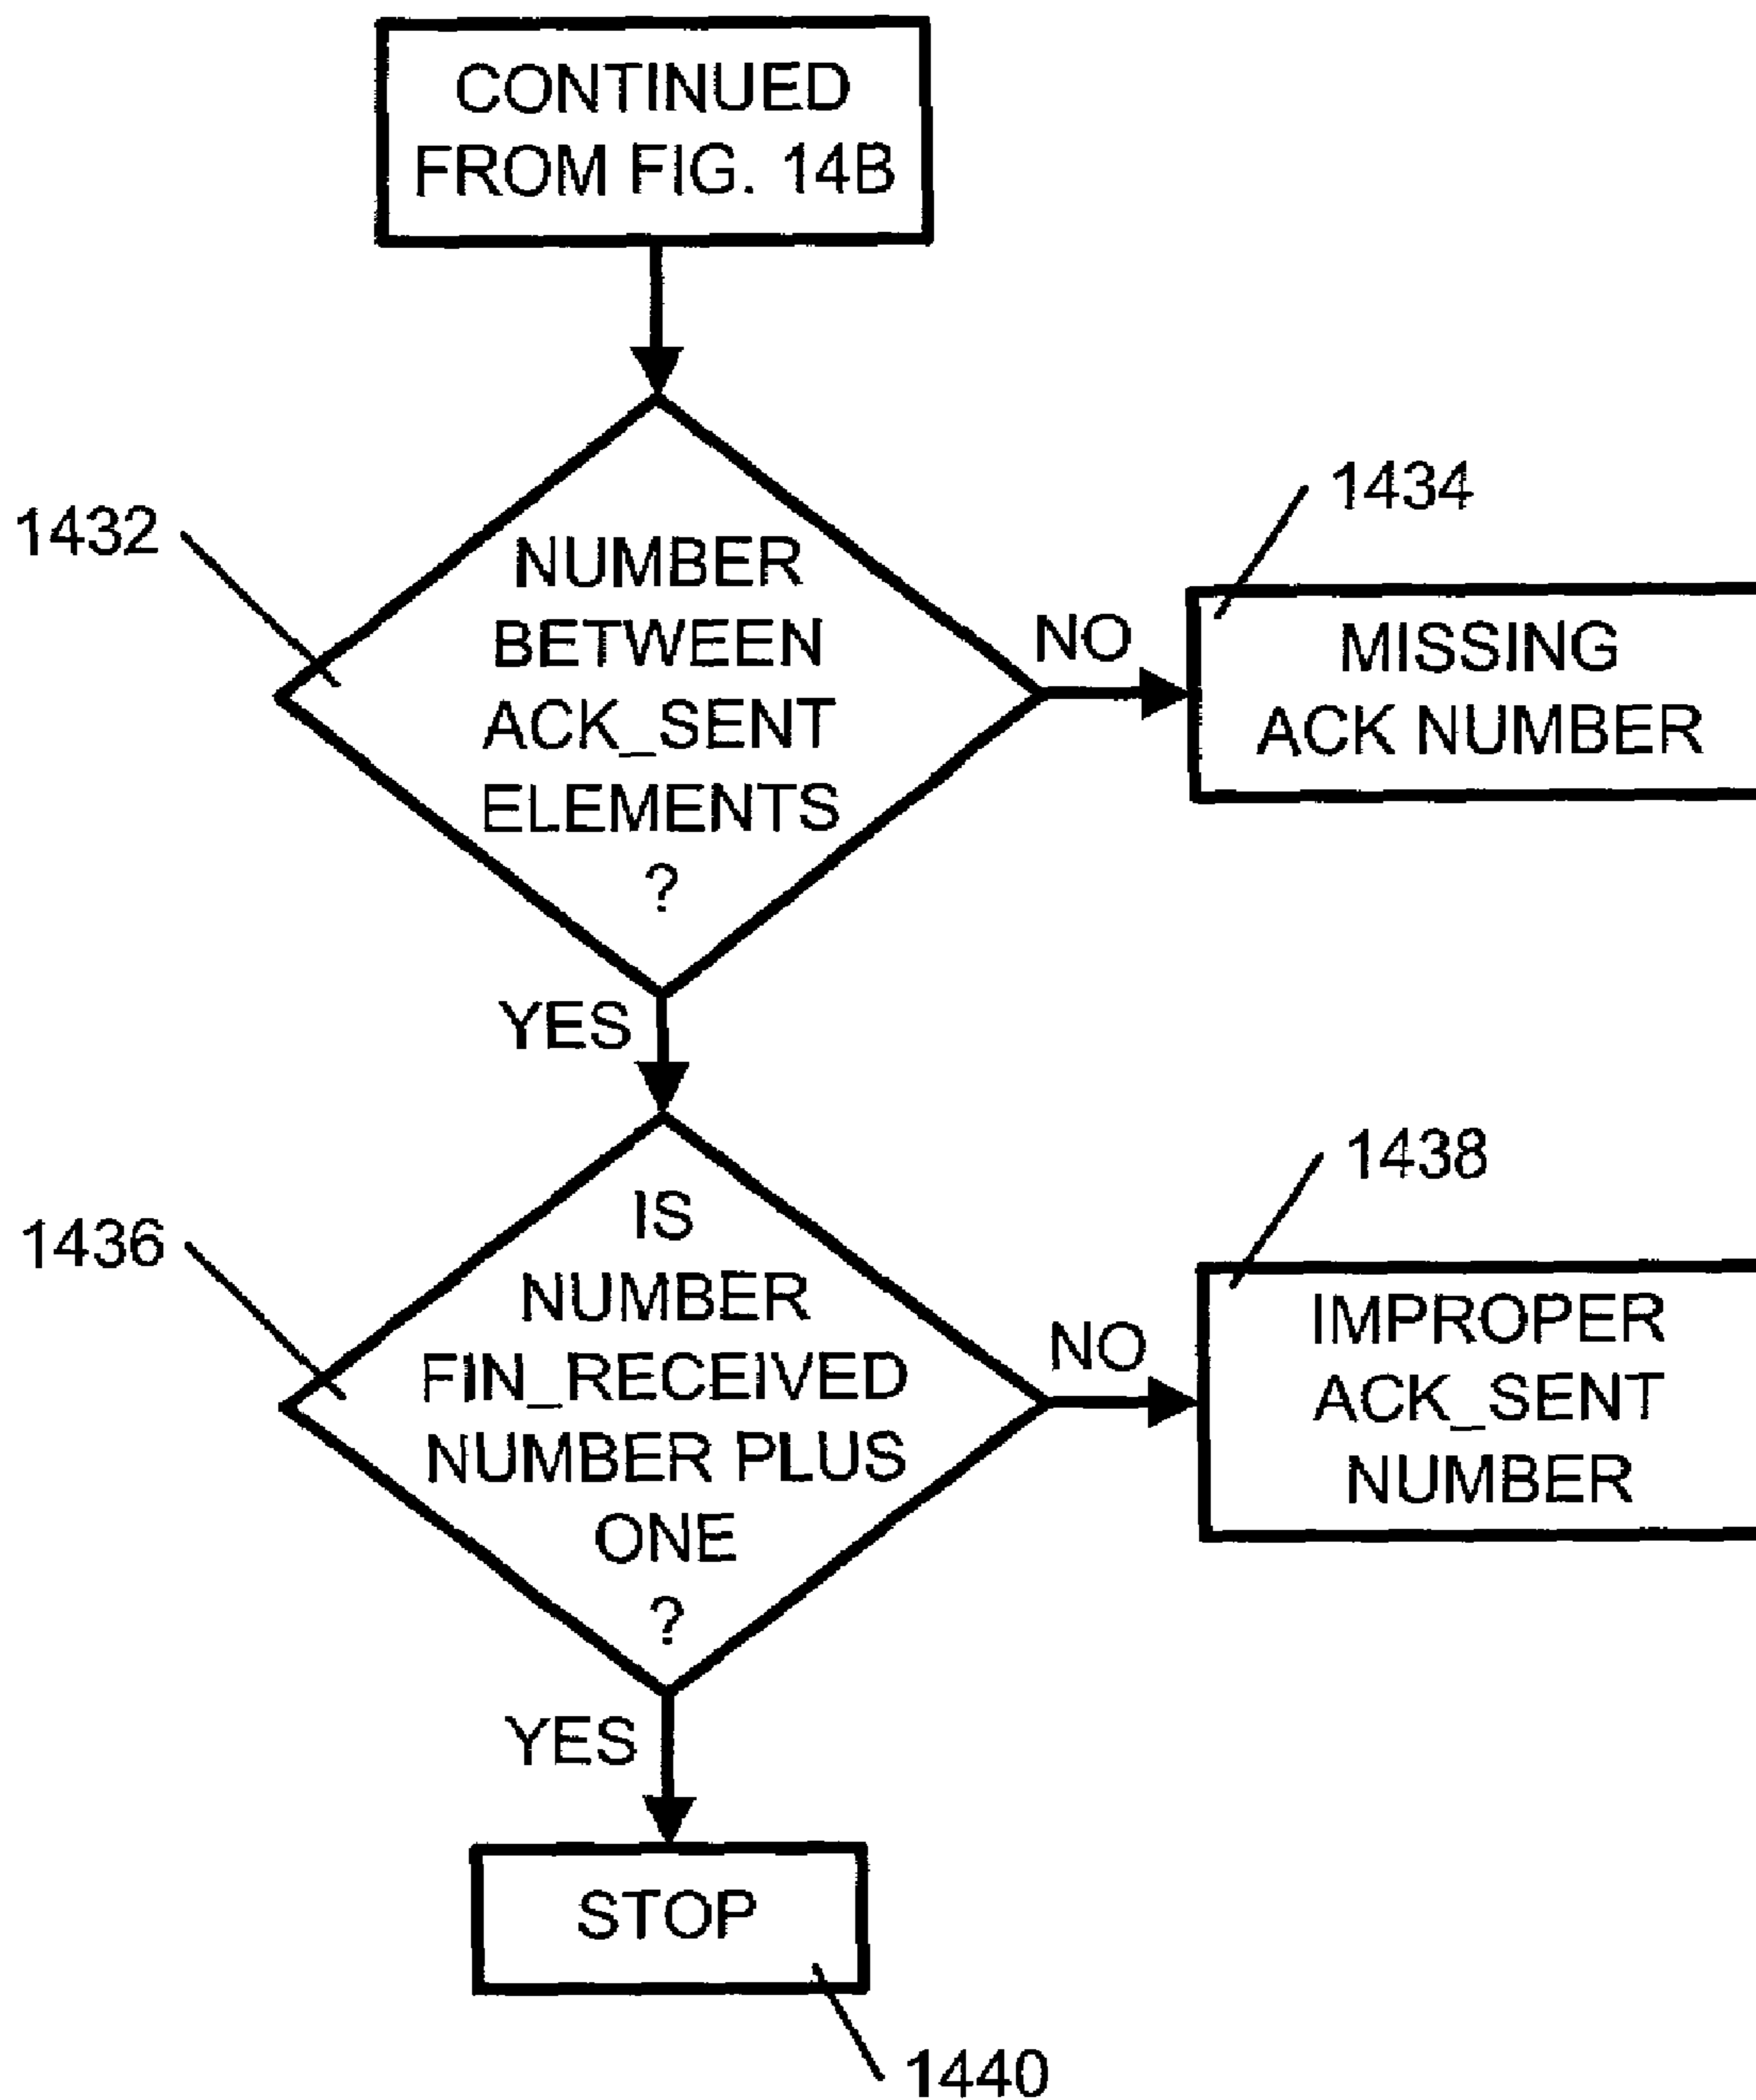 CONTINUED
FROM FIG. 14B
1432
NUMBER
BETWEEN
ACK_SENT
ELEMENTS
?
NO
1434
MISSING
ACK NUMBER
YES
1436
IS
NUMBER
FIN_RECEIVED
NUMBER PLUS
ONE
?
NO
1438
IMPROPER
ACK_SENT
NUMBER
YES
STOP
1440